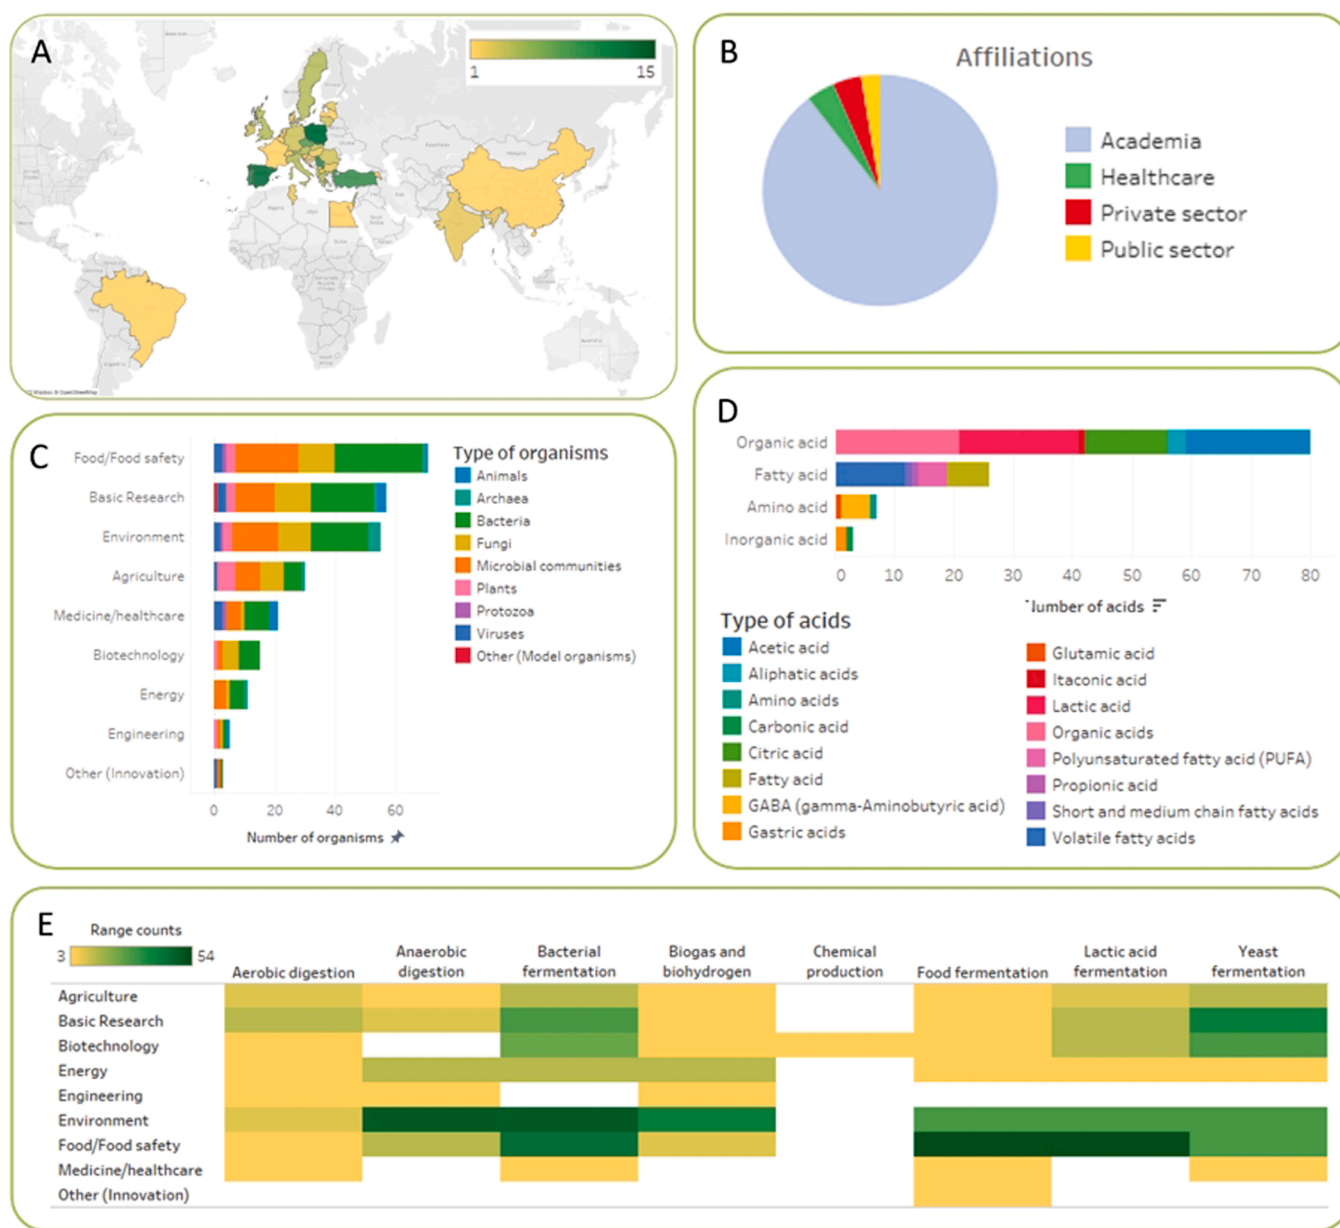 A
1
15
© Mapbox © OpenStreetMap
B
Affiliations
Academia
Healthcare
Private sector
Public sector
C
Food/Food safety
Basic Research
Environment
Agriculture
Medicine/healthcare
Biotechnology
Energy
Engineering
Other (Innovation)
0
20
40
60
Number of organisms
Type of organisms
Animals
Archaea
Bacteria
Fungi
Microbial communities
Plants
Protozoa
Viruses
Other (Model organisms)
D
Organic acid
Fatty acid
Amino acid
Inorganic acid
0 10 20 30 40 50 60 70 80
Number of acids
Type of acids
Acetic acid
Aliphatic acids
Amino acids
Carbonic acid
Citric acid
Fatty acid
GABA (gamma-Aminobutyric acid)
Gastric acids
Glutamic acid
Itaconic acid
Lactic acid
Organic acids
Polyunsaturated fatty acid (PUFA)
Propionic acid
Short and medium chain fatty acids
Volatile fatty acids
E
Range counts
3
54
Aerobic digestion
Anaerobic
digestion
Bacterial
fermentation
Biogas and
biohydrogen
Chemical
production
Food fermentation
Lactic acid
fermentation
Yeast
fermentation
Agriculture
Basic Research
Biotechnology
Energy
Engineering
Environment
Food/Food safety
Medicine/healthcare
Other (Innovation)